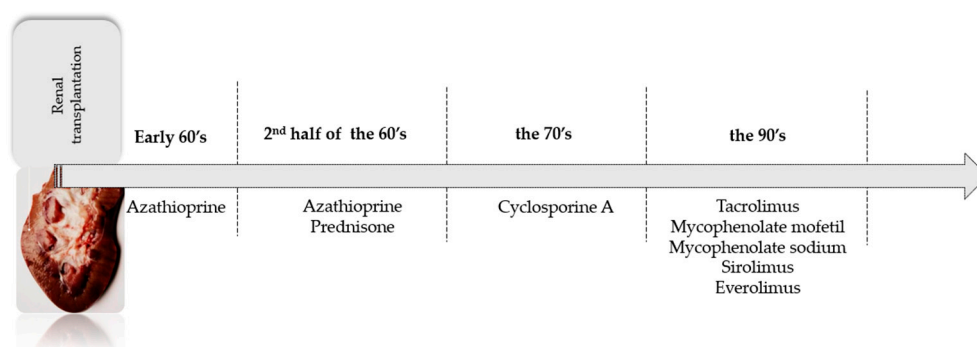 Renal
transplantation
Early 60's
2nd half of the 60's
the 70's
the 90's
Azathioprine
Azathioprine
Prednisone
Cyclosporine A
Tacrolimus
Mycophenolate mofetil
Mycophenolate sodium
Sirolimus
Everolimus